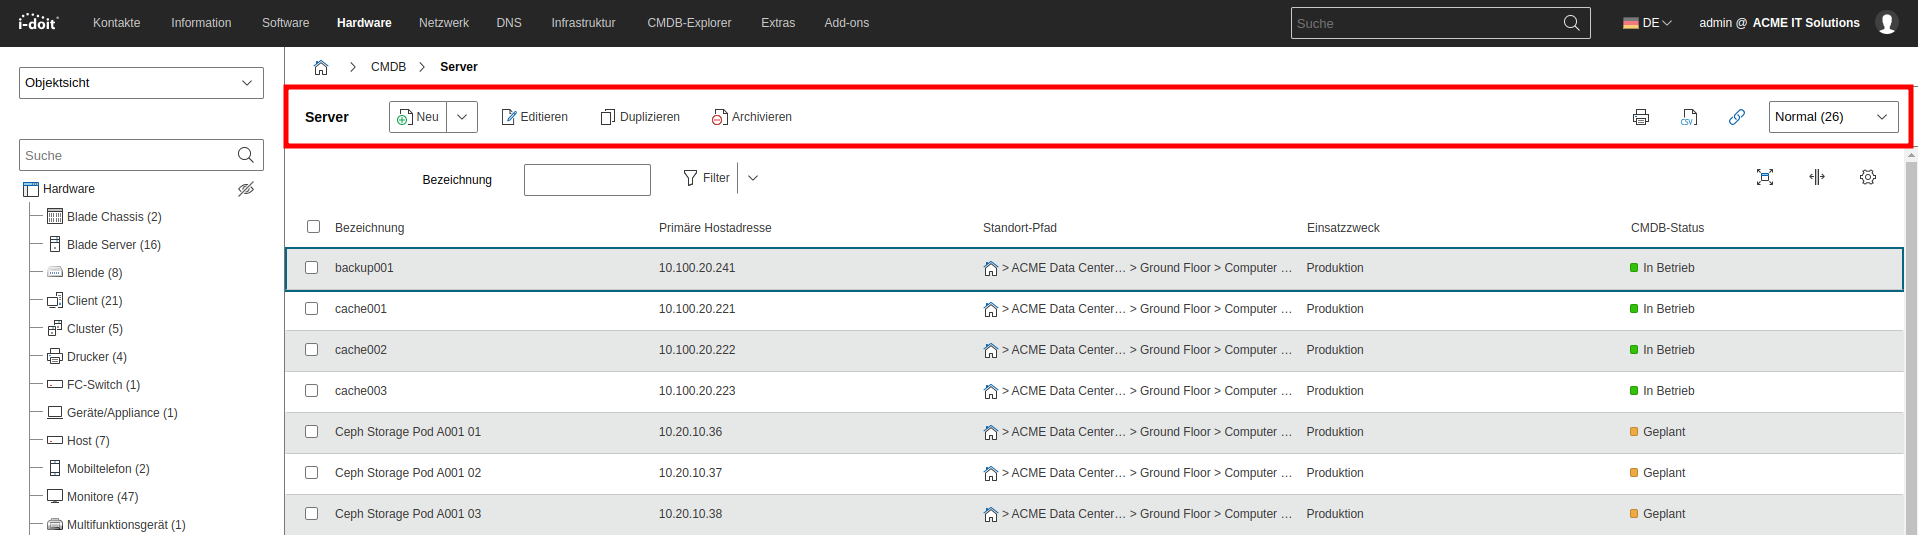 i-doit Kontakte Information Software Hardware Netzwerk DNS Infrastruktur CMDB-Explorer Extras Add-ons Suche DE admin @ ACME IT Solutions
Objektsicht
> CMDB > Server
Server Neu Editieren Duplizieren Archivieren CSV Normal (26)
Suche
Bezeichnung Filter
Hardware
Blade Chassis (2)
Blade Server (16)
Blende (8)
Client (21)
Cluster (5)
Drucker (4)
FC-Switch (1)
Geräte/Appliance (1)
Host (7)
Mobiltelefon (2)
Monitore (47)
Multifunktionsgerät (1)
Bezeichnung Primäre Hostadresse Standort-Pfad Einsatzzweck CMDB-Status
backup001 10.100.20.241 > ACME Data Center… > Ground Floor > Computer … Produktion In Betrieb
cache001 10.100.20.221 > ACME Data Center… > Ground Floor > Computer … Produktion In Betrieb
cache002 10.100.20.222 > ACME Data Center… > Ground Floor > Computer … Produktion In Betrieb
cache003 10.100.20.223 > ACME Data Center… > Ground Floor > Computer … Produktion In Betrieb
Ceph Storage Pod A001 01 10.20.10.36 > ACME Data Center… > Ground Floor > Computer … Produktion Geplant
Ceph Storage Pod A001 02 10.20.10.37 > ACME Data Center… > Ground Floor > Computer … Produktion Geplant
Ceph Storage Pod A001 03 10.20.10.38 > ACME Data Center… > Ground Floor > Computer … Produktion Geplant